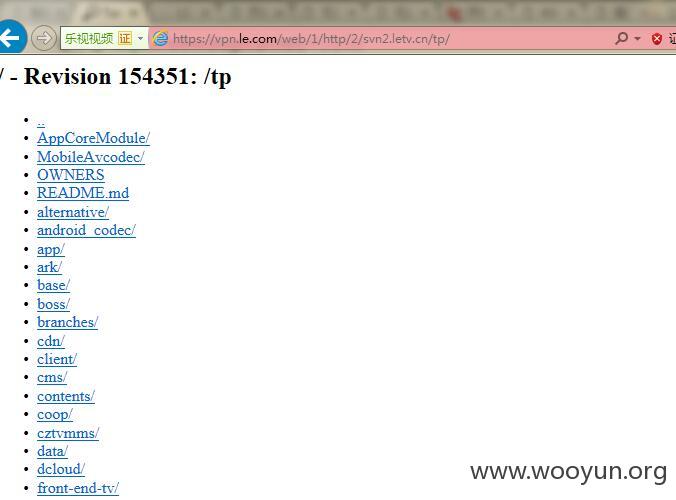 乐视视频 证
https://vpn.le.com/web/1/http/2/svn2.letv.cn/tp/
/ - Revision 154351: /tp
..
AppCoreModule/
MobileAvcodec/
OWNERS
README.md
alternative/
android_codec/
app/
ark/
base/
boss/
branches/
cdn/
client/
cms/
contents/
coop/
cztvmms/
data/
dcloud/
front-end-tv/
www.wooyun.org